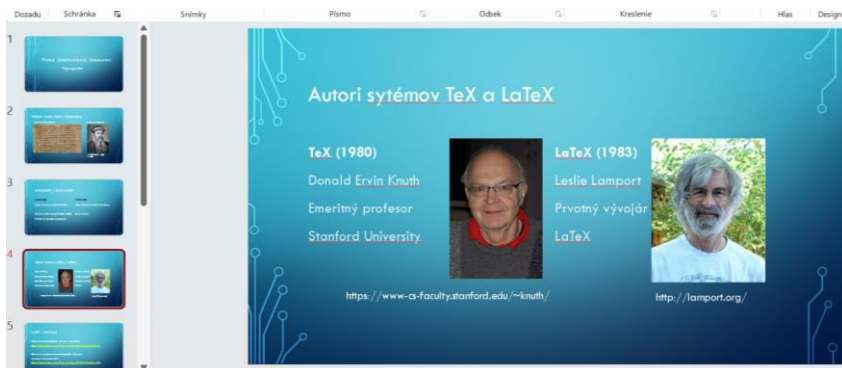 Dozadu Schránka Snímky Písmo Odsek Kreslenie Hlas Design
1
2
3
4
5
Autori sytémov TeX a LaTeX
TeX (1980)
Donald Ervin Knuth
Emeritný profesor
Stanford University
LaTeX (1983)
Leslie Lamport
Prvotný vývojár
LaTeX
https://www-cs-faculty.stanford.edu/~knuth/
http://lamport.org/